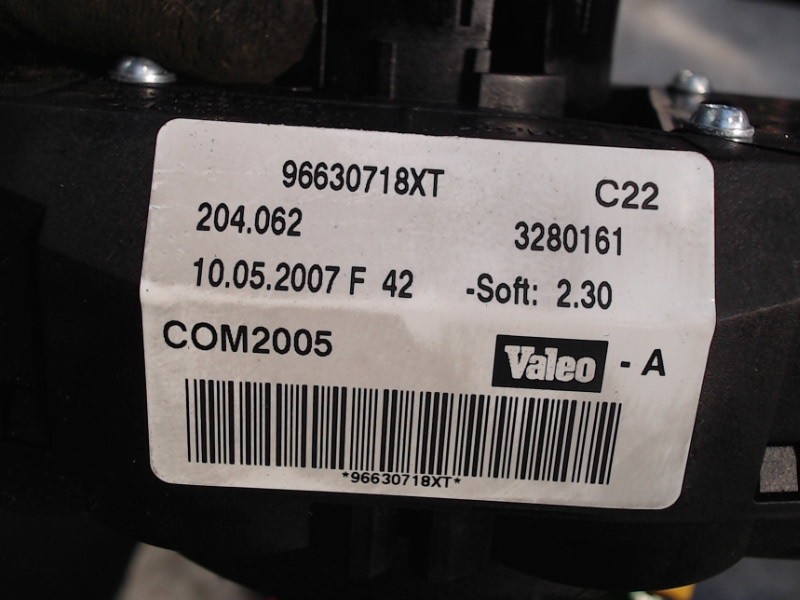 96630718XT
C22
204.062
3280161
10.05.2007 F 42 -Soft: 2.30
COM2005
Valeo - A
*96630718XT*